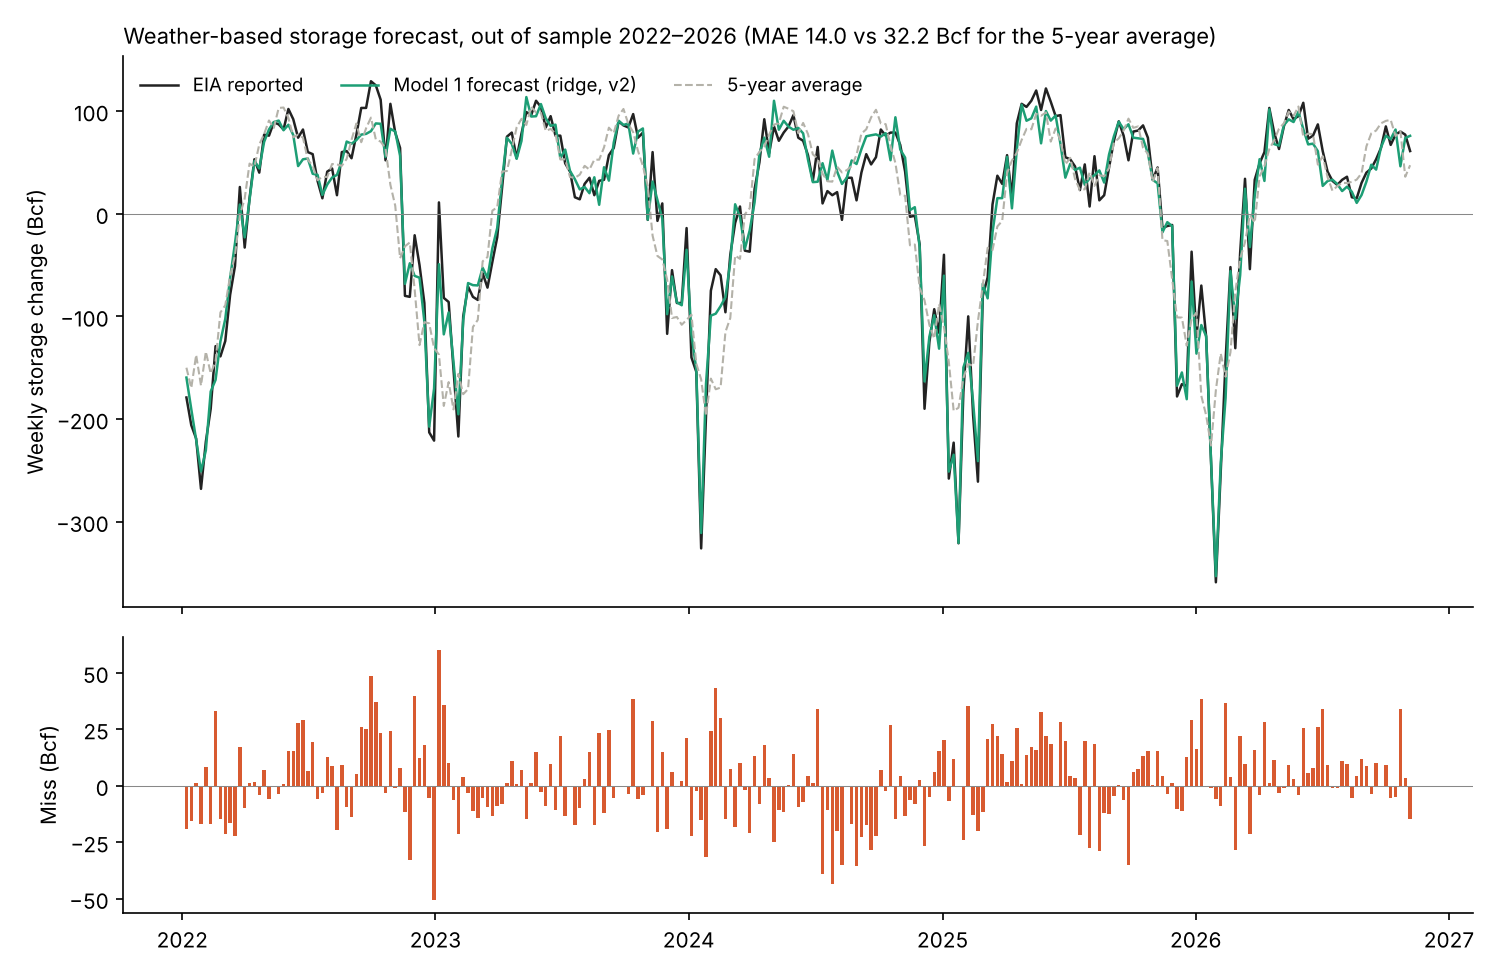 Weather-based storage forecast, out of sample 2022–2026 (MAE 14.0 vs 32.2 Bcf for the 5-year average)
EIA reported
Model 1 forecast (ridge, v2)
5-year average
Weekly storage change (Bcf)
100
0
−100
−200
−300
Miss (Bcf)
50
25
0
−25
−50
2022
2023
2024
2025
2026
2027